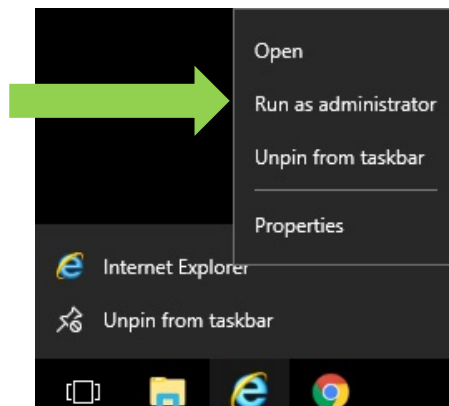 Open
Run as administrator
Unpin from taskbar
Properties
Internet Explorer
Unpin from taskbar